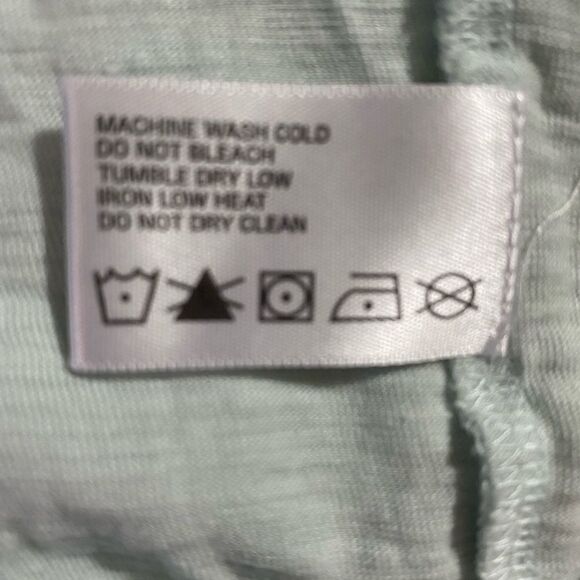 MACHINE WASH COLD
DO NOT BLEACH
TUMBLE DRY LOW
IRON LOW HEAT
DO NOT DRY CLEAN